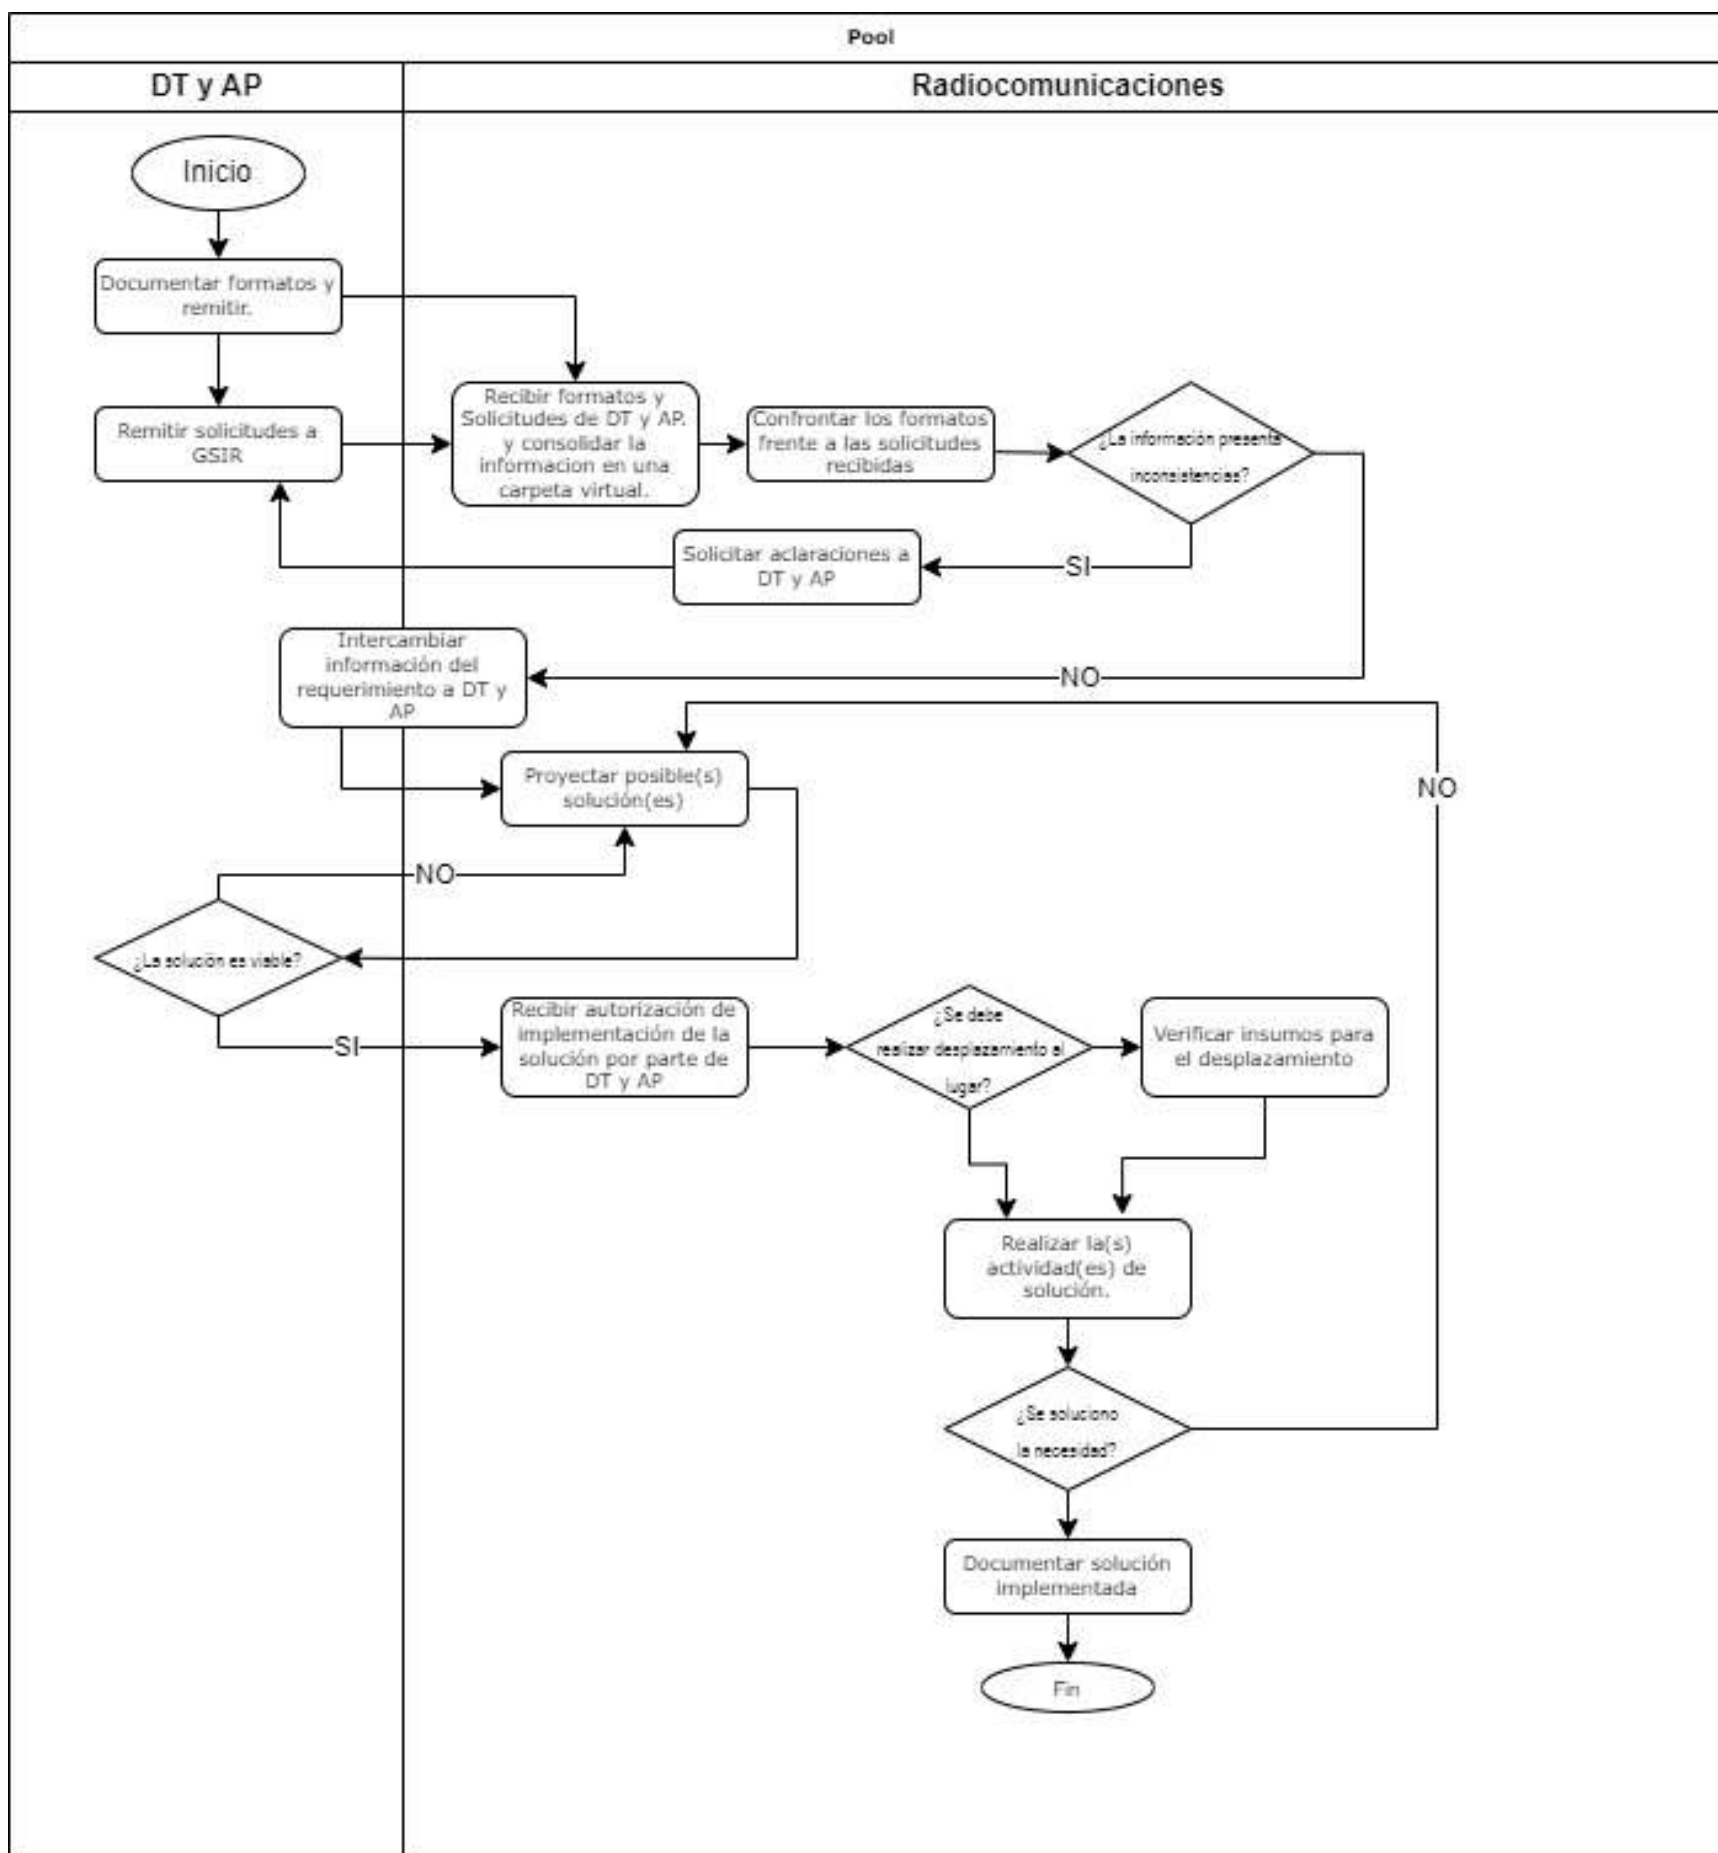 Pool
DT y AP
Radiocomunicaciones
Inicio
Documentar formatos y
remitir.
Remitir solicitudes a
GSIR
Recibir formatos y
Solicitudes de DT y AP.
y consolidar la
informacion en una
carpeta virtual.
Confrontar los formatos
frente a las solicitudes
recibidas
¿La información presenta
inconsistencias?
Solicitar aclaraciones a
DT y AP
SI
Intercambiar
información del
requerimiento a DT y
AP
NO
Proyectar posible(s)
solución(es)
NO
NO
¿La solución es viable?
SI
Recibir autorización de
implementación de la
solución por parte de
DT y AP
¿Se debe
realizar desplazamiento al
lugar?
Verificar insumos para
el desplazamiento
Realizar la(s)
actividad(es) de
solución.
¿Se soluciono
la necesidad?
Documentar solución
implementada
Fin